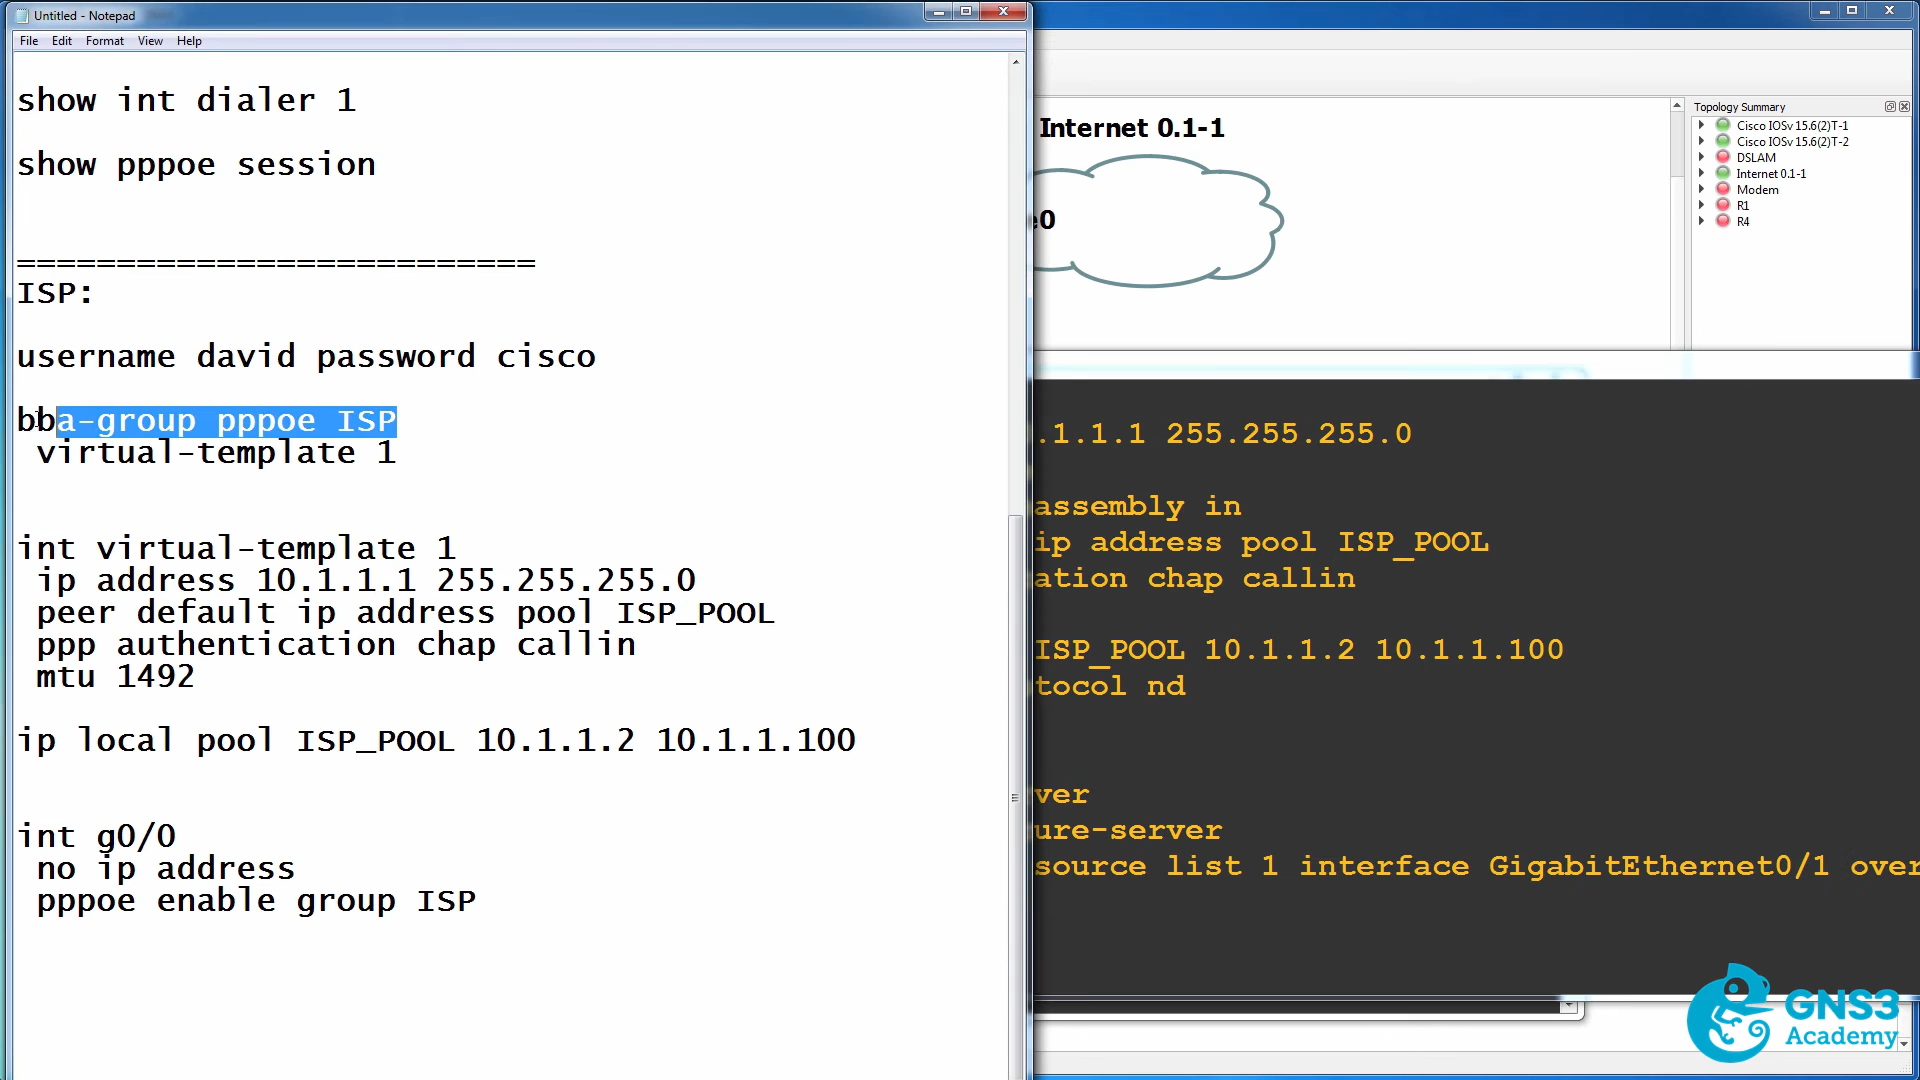 Untitled - Notepad
File Edit Format View Help
show int dialer 1
show pppoe session
==========================
ISP:
username david password cisco
bba-group pppoe ISP
virtual-template 1
int virtual-template 1
ip address 10.1.1.1 255.255.255.0
peer default ip address pool ISP_POOL
ppp authentication chap callin
mtu 1492
ip local pool ISP_POOL 10.1.1.2 10.1.1.100
int g0/0
no ip address
pppoe enable group ISP
Internet 0.1-1
e0
Topology Summary
Cisco IOSv 15.6(2)T-1
Cisco IOSv 15.6(2)T-2
DSLAM
Internet 0.1-1
Modem
R1
R4
.1.1.1 255.255.255.0
assembly in
ip address pool ISP_POOL
ation chap callin
ISP_POOL 10.1.1.2 10.1.1.100
tocol nd
ver
ure-server
source list 1 interface GigabitEthernet0/1 over
GNS3
Academy